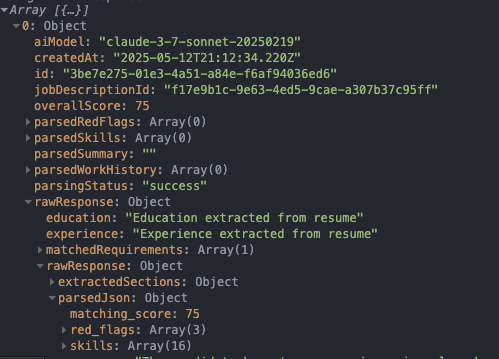 Array [{…}]
0: Object
aiModel: "claude-3-7-sonnet-20250219"
createdAt: "2025-05-12T21:12:34.220Z"
id: "3be7e275-01e3-4a51-a84e-f6af94036ed6"
jobDescriptionId: "f17e9b1c-9e63-4ed5-9cae-a307b37c95ff"
overallScore: 75
parsedRedFlags: Array(0)
parsedSkills: Array(0)
parsedSummary: ""
parsedWorkHistory: Array(0)
parsingStatus: "success"
rawResponse: Object
education: "Education extracted from resume"
experience: "Experience extracted from resume"
matchedRequirements: Array(1)
rawResponse: Object
extractedSections: Object
parsedJson: Object
matching_score: 75
red_flags: Array(3)
skills: Array(16)